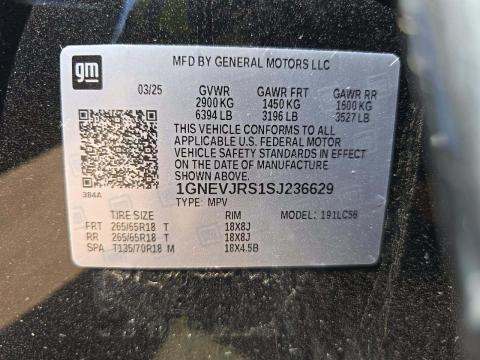 gm
MFD BY GENERAL MOTORS LLC
03/25 GVWR GAWR FRT GAWR RR
2900 KG 1450 KG 1600 KG
6394 LB 3196 LB 3527 LB
THIS VEHICLE CONFORMS TO ALL
APPLICABLE U.S. FEDERAL MOTOR
VEHICLE SAFETY STANDARDS IN EFFECT
ON THE DATE OF MANUFACTURE
SHOWN ABOVE.
384A
1GNEVJRS1SJ236629
TYPE: MPV
TIRE SIZE RIM MODEL: 1S1LC56
FRT 265/65R18 T 18X8J
RR 265/65R18 T 18X8J
SPA T135/70R18 M 18X4.5B